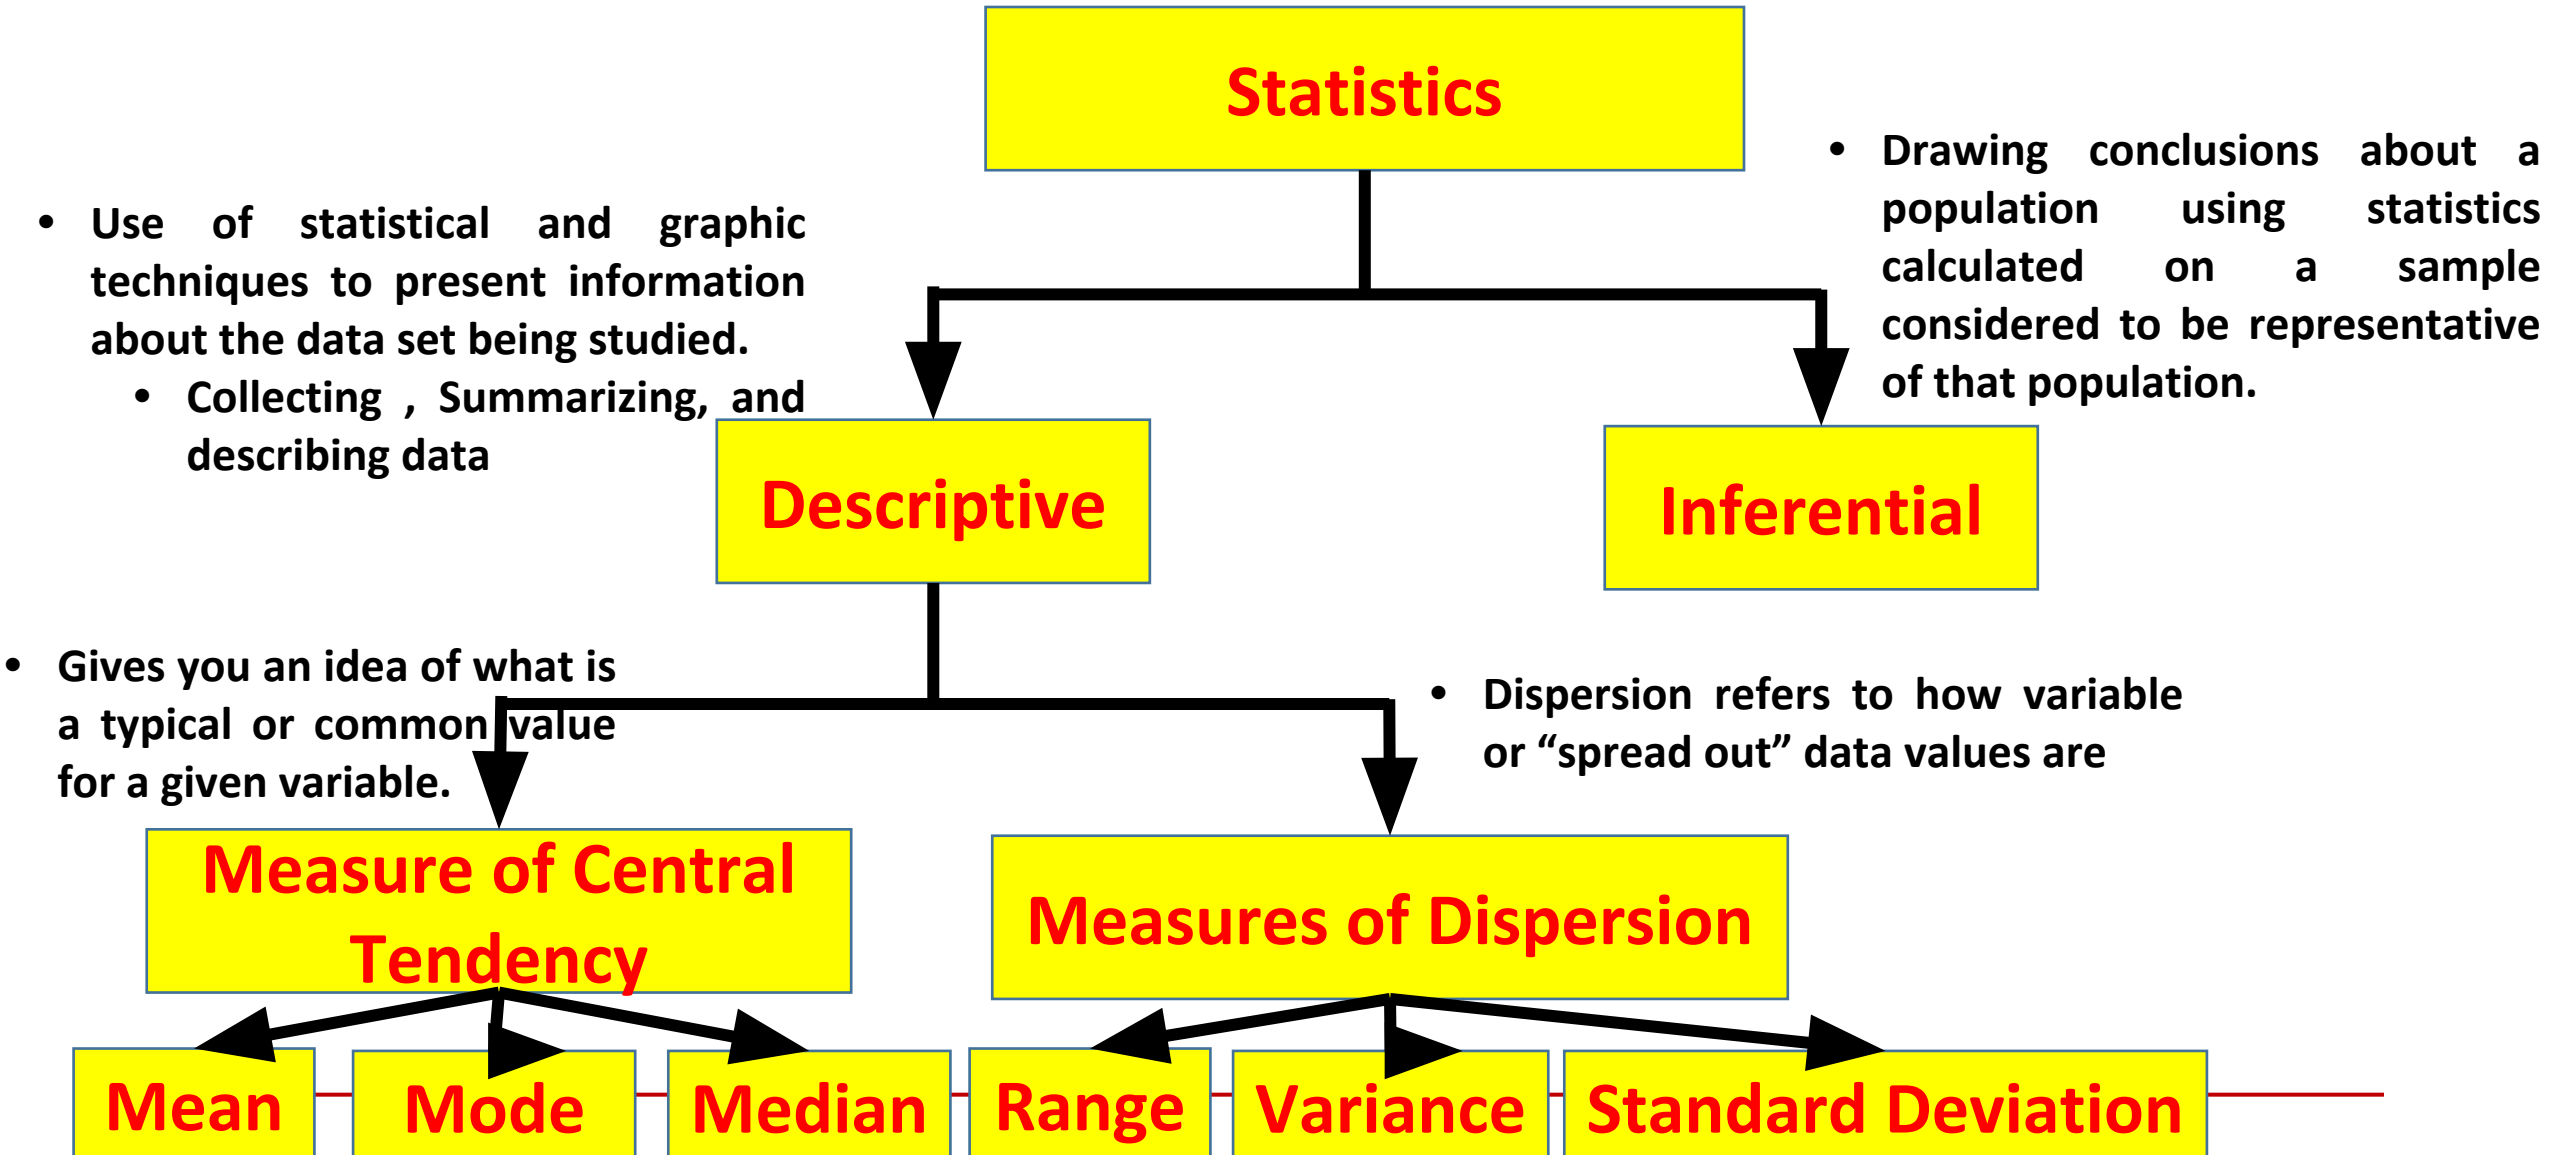 Statistics
• Use of statistical and graphic
techniques to present information
about the data set being studied.
• Collecting , Summarizing, and
describing data
• Drawing conclusions about a
population using statistics
calculated on a sample
considered to be representative
of that population.
Descriptive
Inferential
• Gives you an idea of what is
a typical or common value
for a given variable.
• Dispersion refers to how variable
or “spread out” data values are
Measure of Central
Tendency
Measures of Dispersion
Mean
Mode
Median
Range
Variance
Standard Deviation